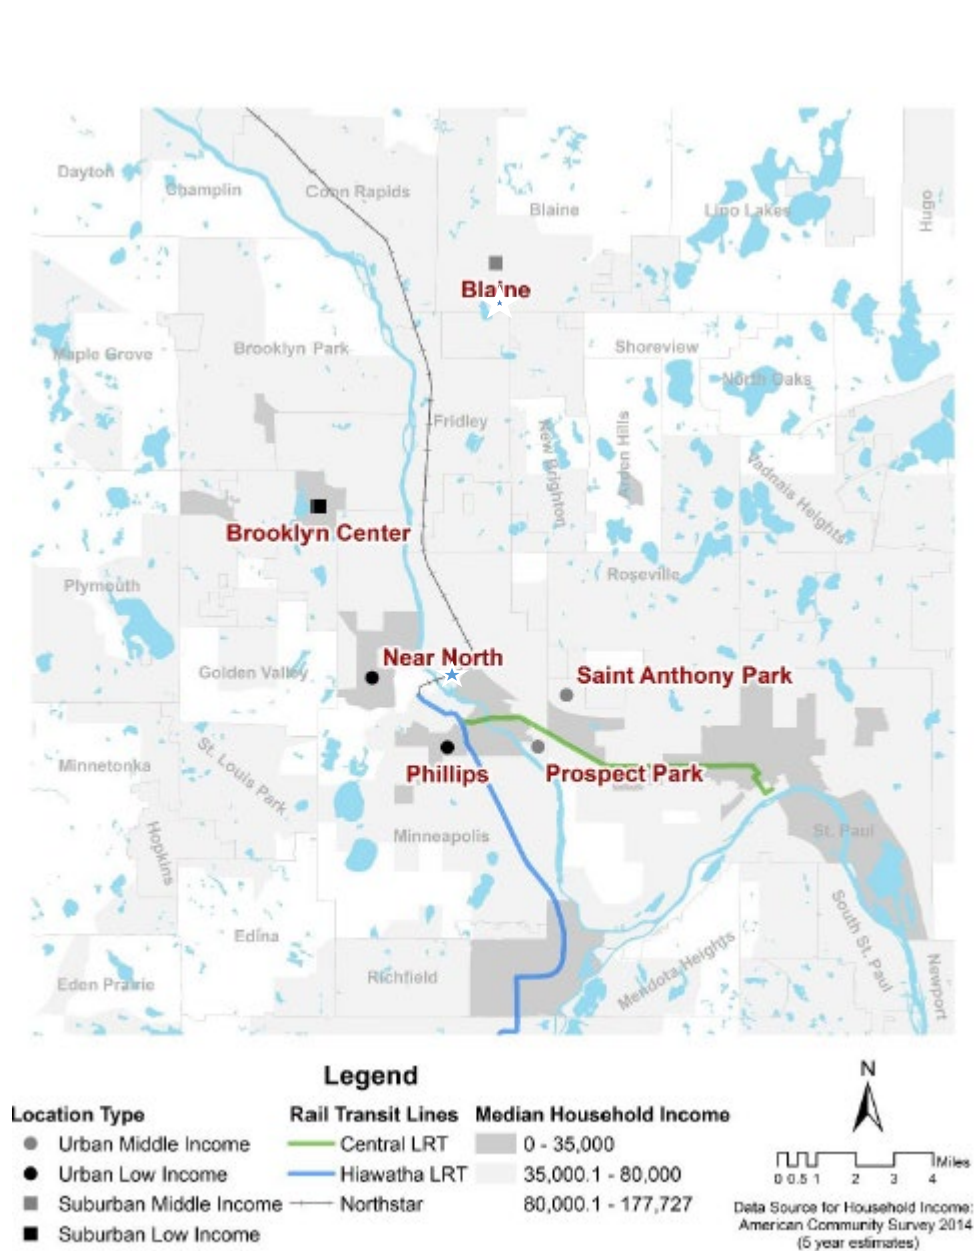 Dayton
Champlin
Coon Rapids
Blaine
Lino Lakes
Hugo
Blaine
Maple Grove
Brooklyn Park
Shoreview
North Oaks
Fridley
New Brighton
Arden Hills
Vadnais Heights
Brooklyn Center
Plymouth
Roseville
Golden Valley
Near North
Saint Anthony Park
Minnetonka
St. Louis Park
Phillips
Prospect Park
Hopkins
Minneapolis
St. Paul
Edina
South St. Paul
Eden Prairie
Richfield
Mendota Heights
Newport
Legend
Location Type
Urban Middle Income
Urban Low Income
Suburban Middle Income
Suburban Low Income
Rail Transit Lines
Central LRT
Hiawatha LRT
Northstar
Median Household Income
0 - 35,000
35,000.1 - 80,000
80,000.1 - 177,727
N
Miles
0 0.5 1 2 3 4
Data Source for Household Income:
American Community Survey 2014
(5 year estimates)